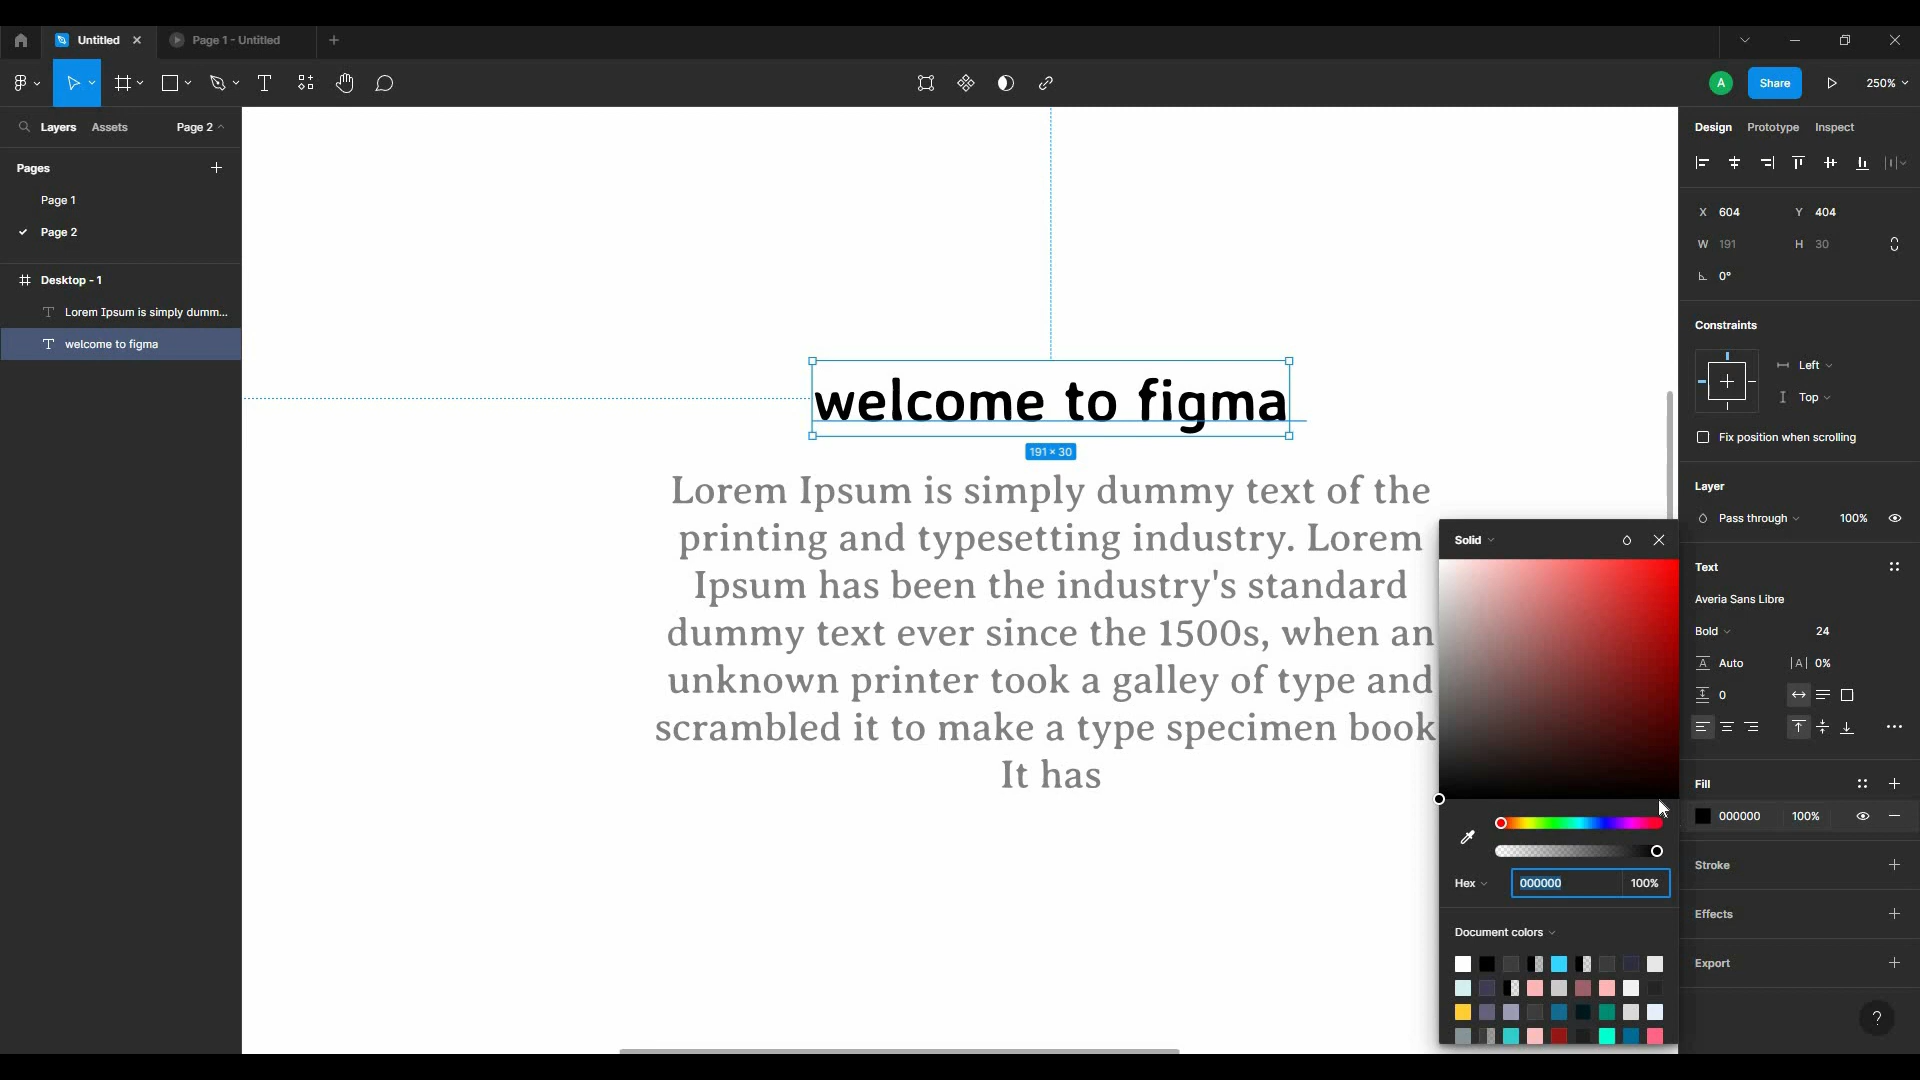 Untitled
Page 1 - Untitled
A
Share
250%
Layers
Assets
Page 2
Design
Prototype
Inspect
Pages
Page 1
Page 2
Desktop - 1
Lorem Ipsum is simply dumm...
welcome to figma
welcome to figma
191 × 30
Lorem Ipsum is simply dummy text of the
printing and typesetting industry. Lorem
Ipsum has been the industry's standard
dummy text ever since the 1500s, when an
unknown printer took a galley of type and
scrambled it to make a type specimen book
It has
X 604
Y 404
W 191
H 30
0°
Constraints
Left
Top
Fix position when scrolling
Layer
Pass through
100%
Text
Averia Sans Libre
Bold
24
Auto
0%
0
Fill
000000
100%
Stroke
Effects
Export
Solid
Hex
000000
100%
Document colors
?